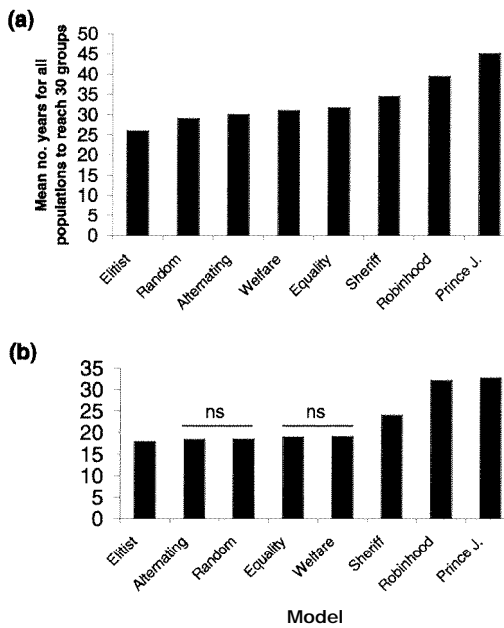 (a)
Mean no. years for all
populations to reach 30 groups
50
45
40
35
30
25
20
15
10
5
0
Elitist
Random
Alternating
Welfare
Equality
Sheriff
Robinhood
Prince J.
(b)
35
30
25
20
15
10
5
0
ns
ns
Elitist
Alternating
Random
Equality
Welfare
Sheriff
Robinhood
Prince J.
Model